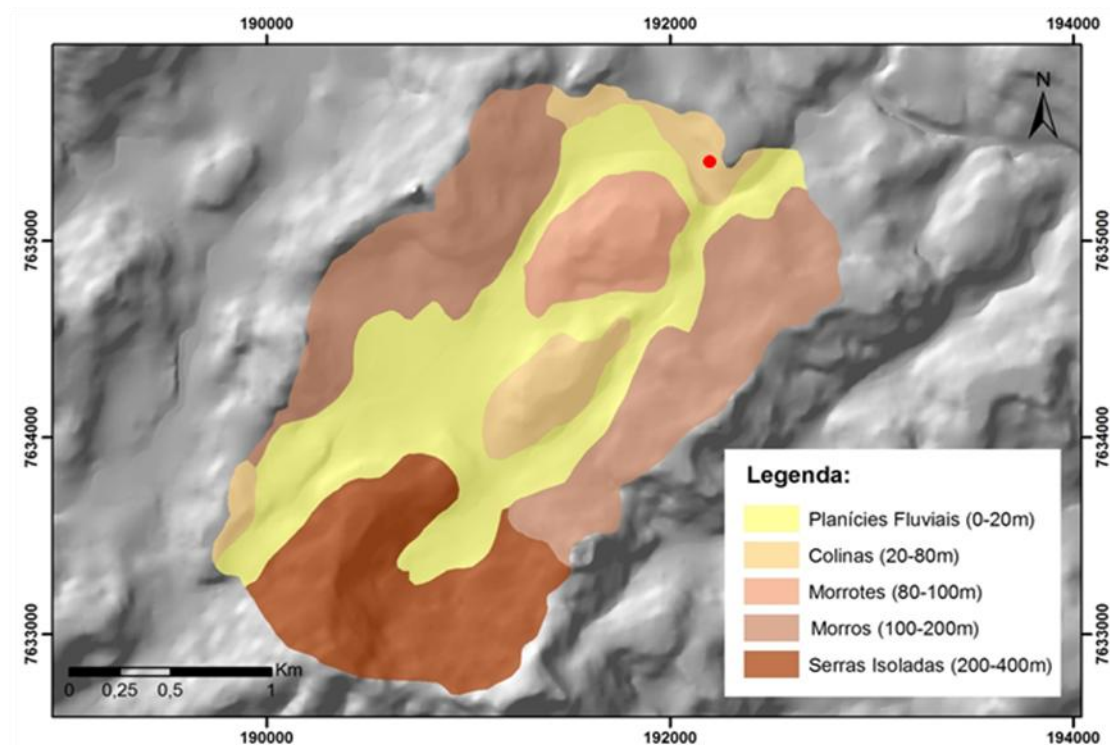 190000 192000 194000
N
7635000 7635000
7634000 7634000
7633000 7633000
Legenda:
Planícies Fluviais (0-20m)
Colinas (20-80m)
Morrotes (80-100m)
Morros (100-200m)
Serras Isoladas (200-400m)
Km
0 0,25 0,5 1
190000 192000 194000